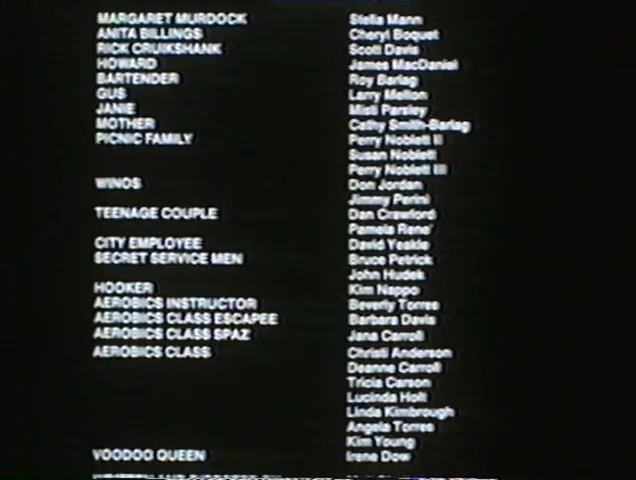 MARGARET MURDOCK Stella Mann
ANITA BILLINGS Cheryl Boquet
RICK CRUIKSHANK Scott Davis
HOWARD James MacDaniel
BARTENDER Roy Barlag
GUS Larry Melton
JANIE Misti Parsley
MOTHER Cathy Smith-Barlag
PICNIC FAMILY Perry Noblett II
Susan Noblett
Perry Noblett III
WINOS Don Jordan
Jimmy Perini
TEENAGE COUPLE Dan Crawford
Pamela Rene'
CITY EMPLOYEE David Yeakle
SECRET SERVICE MEN Bruce Petrick
John Hudek
HOOKER Kim Nappo
AEROBICS INSTRUCTOR Beverly Torres
AEROBICS CLASS ESCAPEE Barbara Davis
AEROBICS CLASS SPAZ Jana Carroll
AEROBICS CLASS Christi Anderson
Deanne Carroll
Tricia Carson
Lucinda Holt
Linda Kimbrough
Angela Torres
Kim Young
VOODOO QUEEN Irene Dow